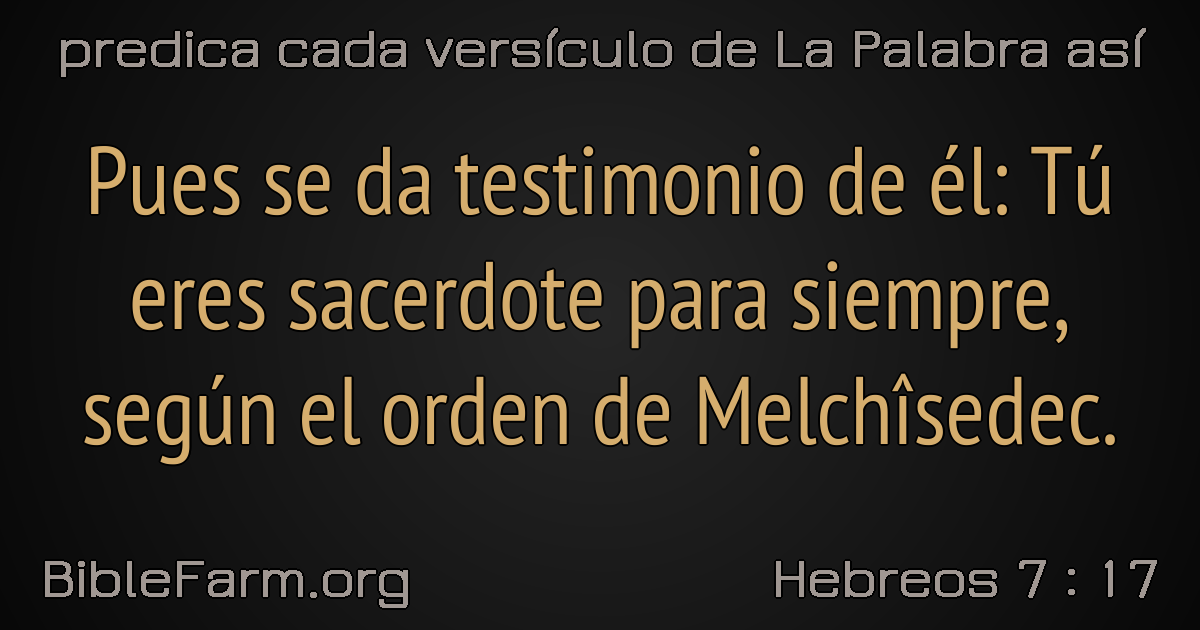 predica cada versículo de La Palabra así
Pues se da testimonio de él: Tú
eres sacerdote para siempre,
según el orden de Melchîsedec.
BibleFarm.org
Hebreos 7 : 17